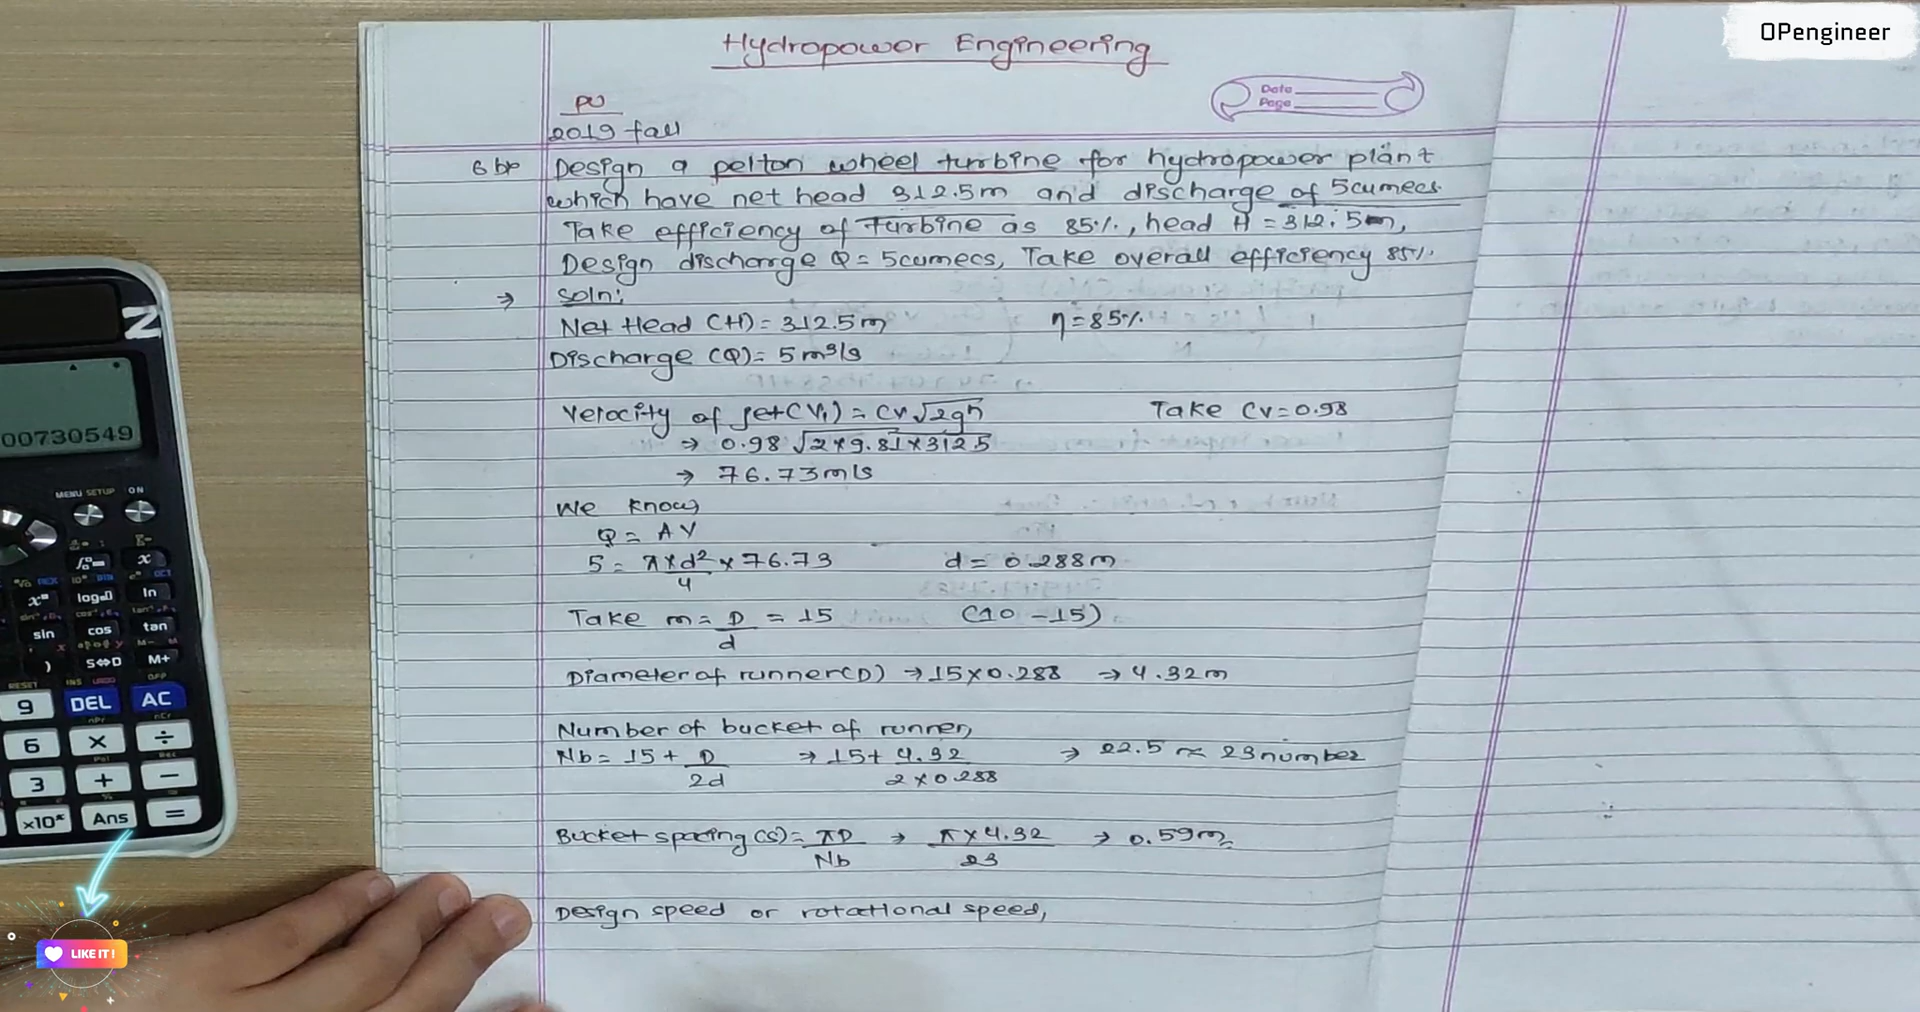 OPengineer
Hydropower Engineering
Date
Page
PU
2019 fall
6 b>
Design a pelton wheel turbine for hydropower plant
which have net head 312.5m and discharge of 5cumecs.
Take efficiency of turbine as 85%, head H = 312.5m,
Design discharge Q = 5cumecs, Take overall efficiency 85%.
→ Soln:
Net Head (H) = 312.5m η = 85%
Discharge (Q) = 5 m³/s
Velocity of jet (V₁) = Cv √2gh Take Cv = 0.98
→ 0.98 √2×9.81×312.5
→ 76.73 m/s
We know
Q = AV
5 = π×d²/4 × 76.73 d = 0.288m
Take m = D/d = 15 (10 - 15)
Diameter of runner (D) → 15×0.288 → 4.32m
Number of bucket of runner,
Nb = 15 + D/2d → 15 + 4.32/2×0.288 → 22.5 ≈ 23 number
Bucket spacing (s) = πD/Nb → π×4.32/23 → 0.59m
Design speed or rotational speed,
00730549
MENU SETUP ON
x
log
ln
sin cos tan
) S⇔D M+
RESET INS OFF
9 DEL AC
6 × ÷
3 + −
×10ˣ Ans =
LIKE IT !